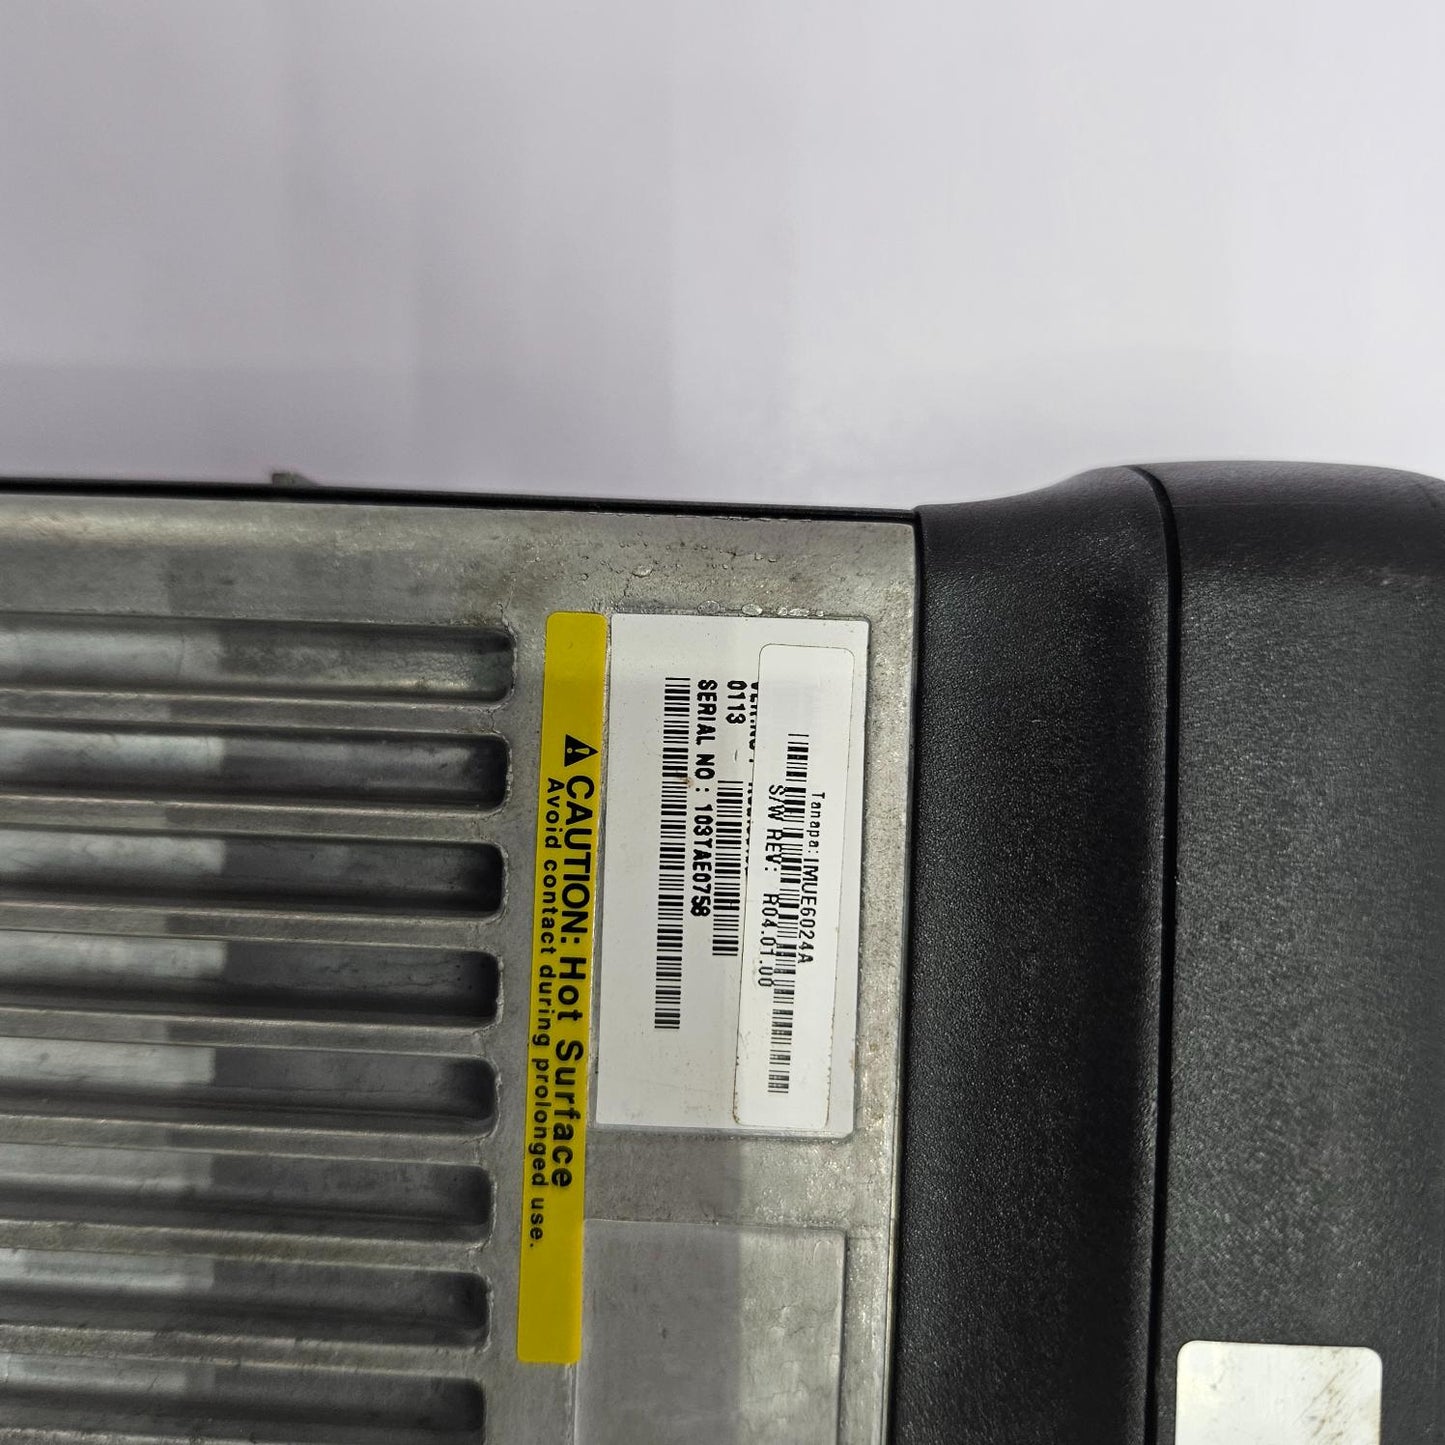 Tanapa: IMUE6024A
S/W REV: R04.01.00
0113
SERIAL NO: 103TAE0758
CAUTION: Hot Surface
Avoid contact during prolonged use.